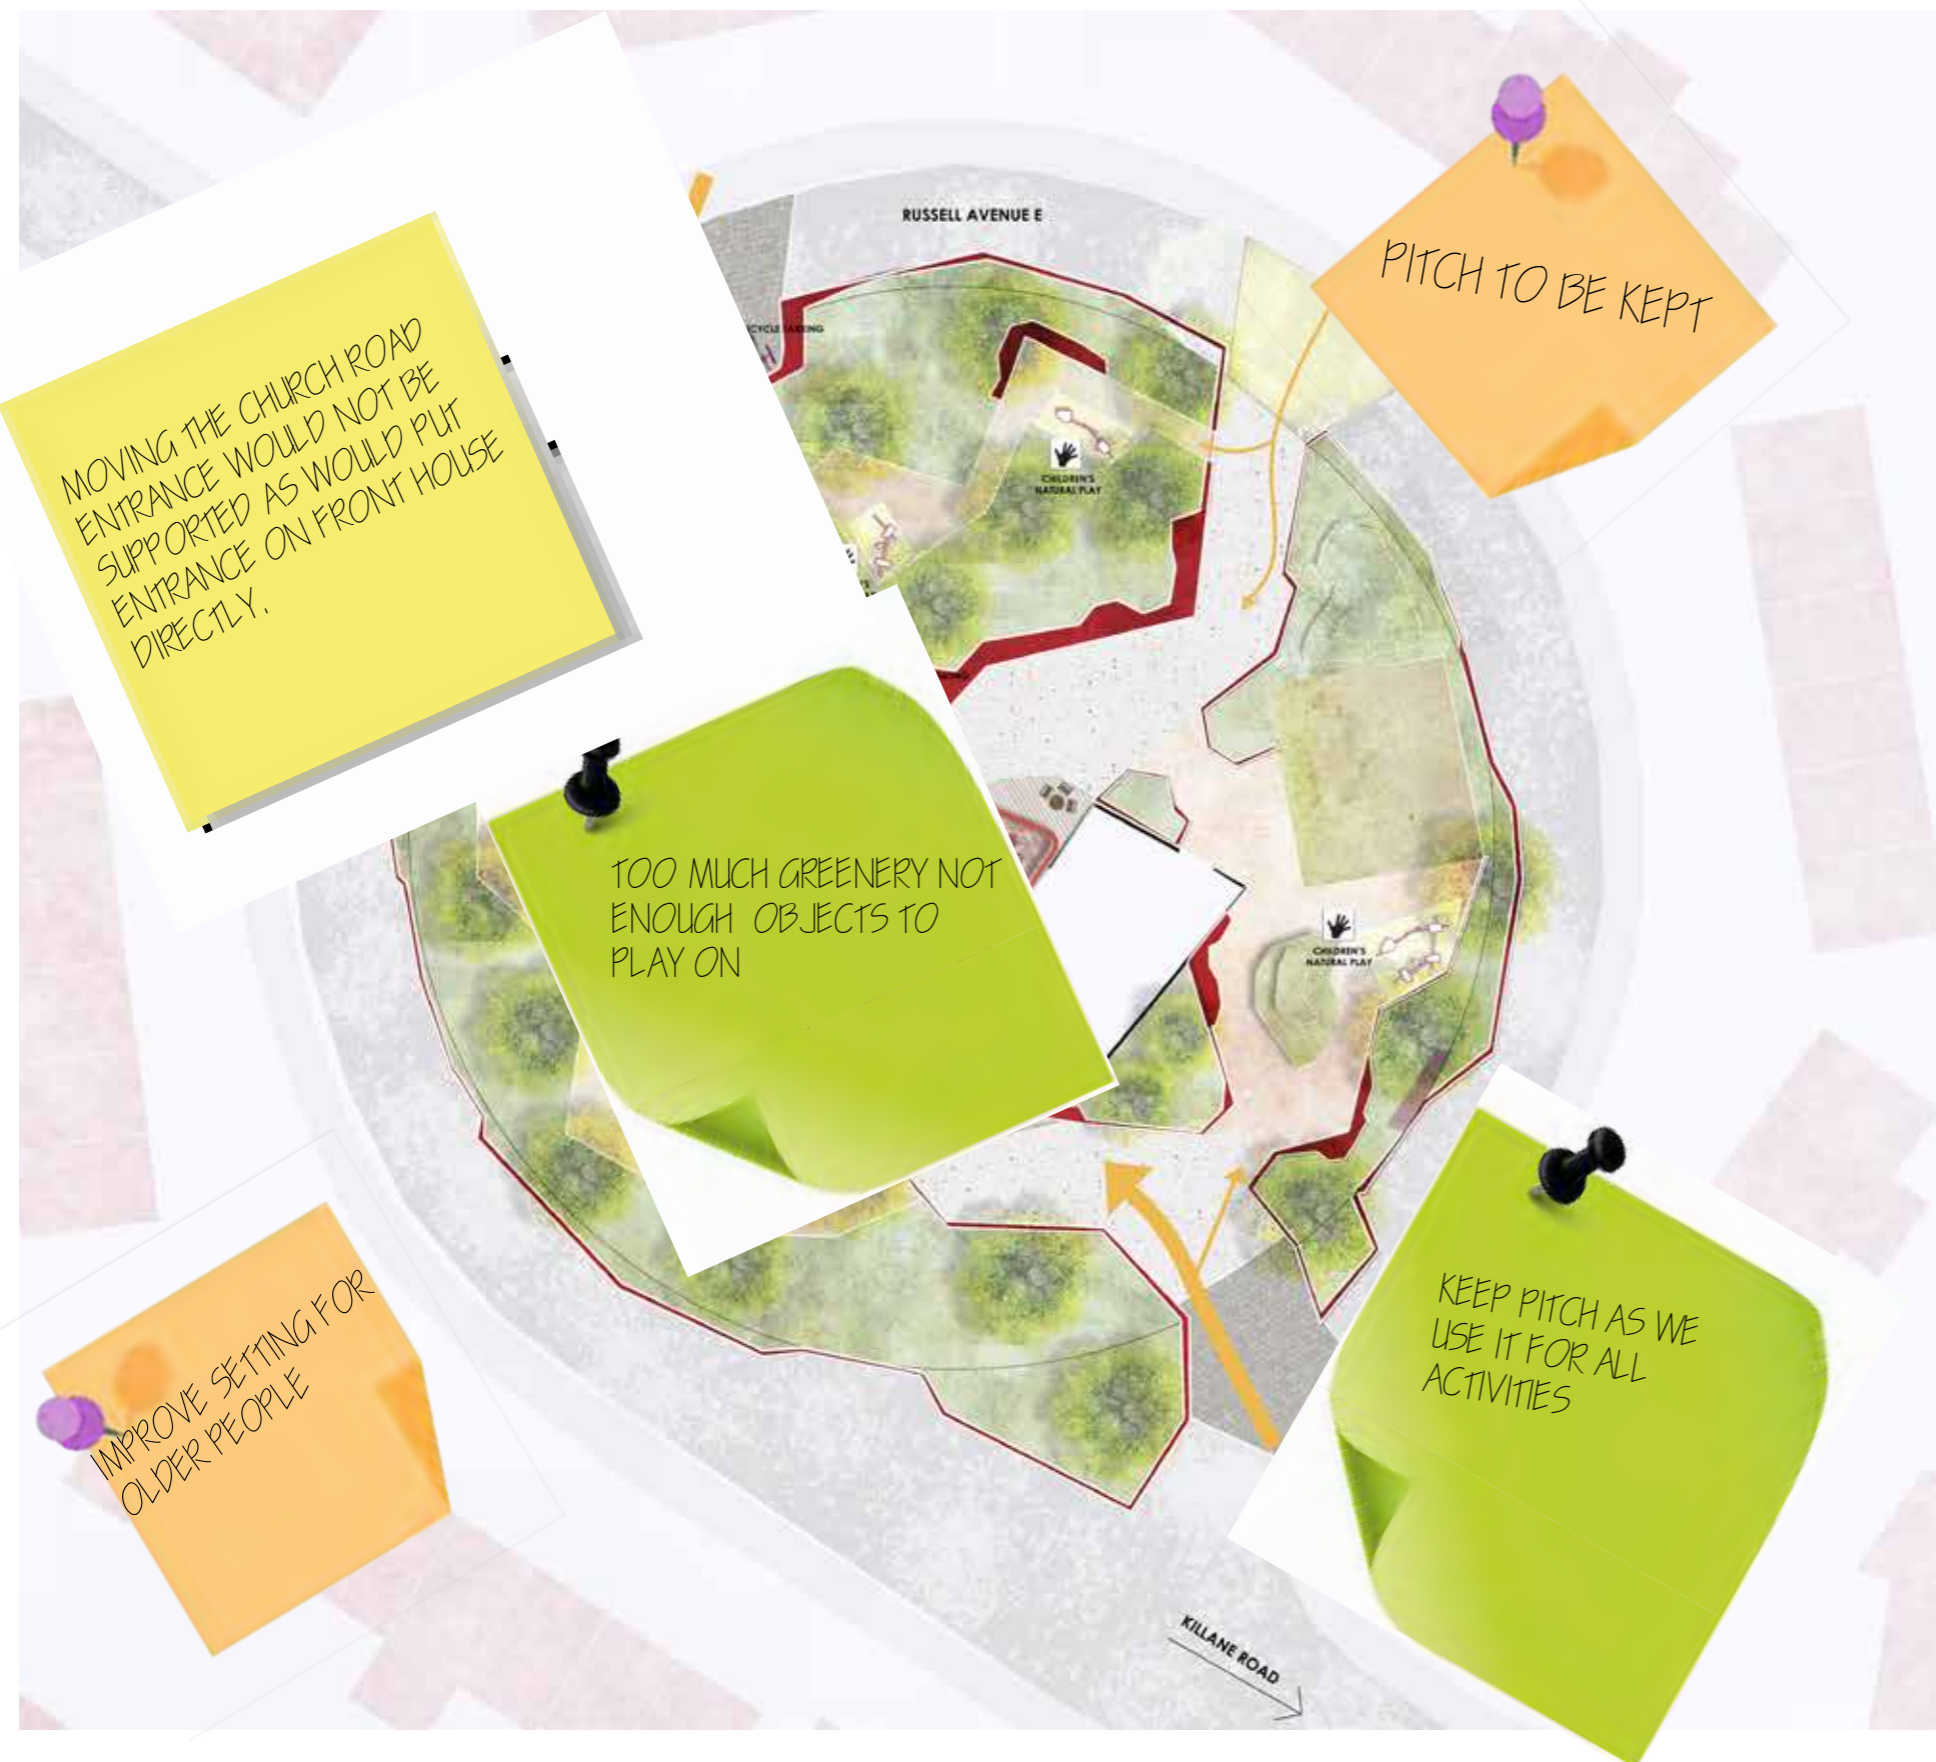 RUSSELL AVENUE E
PITCH TO BE KEPT
MOVING THE CHURCH ROAD
ENTRANCE WOULD NOT BE
SUPPORTED AS WOULD PUT
ENTRANCE ON FRONT HOUSE
DIRECTLY.
CHILDREN'S
NATURAL PLAY
TOO MUCH GREENERY NOT
ENOUGH OBJECTS TO
PLAY ON
CHILDREN'S
NATURAL PLAY
IMPROVE SETTING FOR
OLDER PEOPLE
KEEP PITCH AS WE
USE IT FOR ALL
ACTIVITIES
KILLANE ROAD